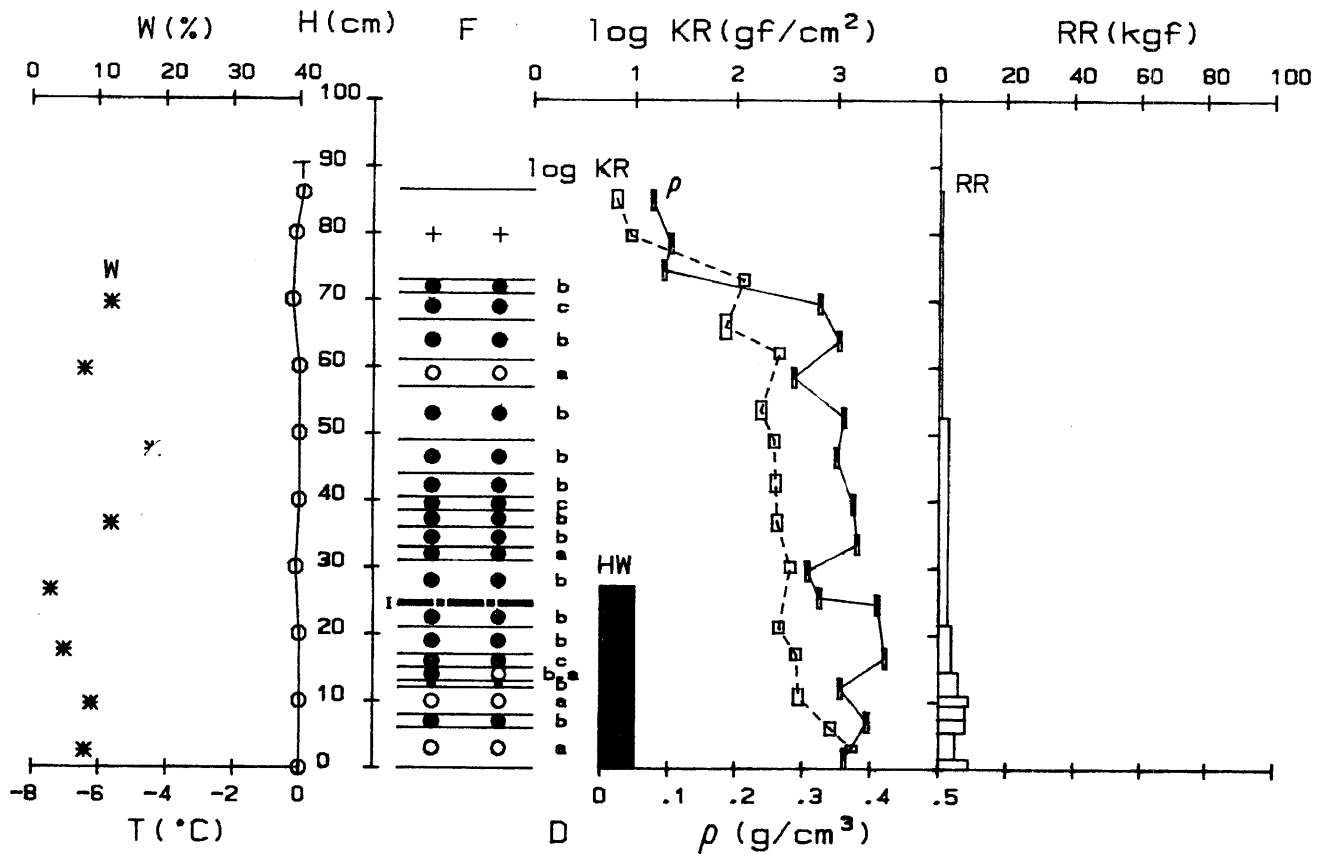 W(%) H(cm) F log KR(gf/cm²) RR(kgf)
0 10 20 30 40 0 1 2 3 0 20 40 60 80 100
100
T 90 log KR ρ RR
80
W b
70 c
b
60 a
b
50
b
40 b
c
b
b
30 a HW
b
I
20 b
b
c
b a
b
10 a
b
0 a
-8 -6 -4 -2 0 0 .1 .2 .3 .4 .5
T(°C) D ρ (g/cm³)